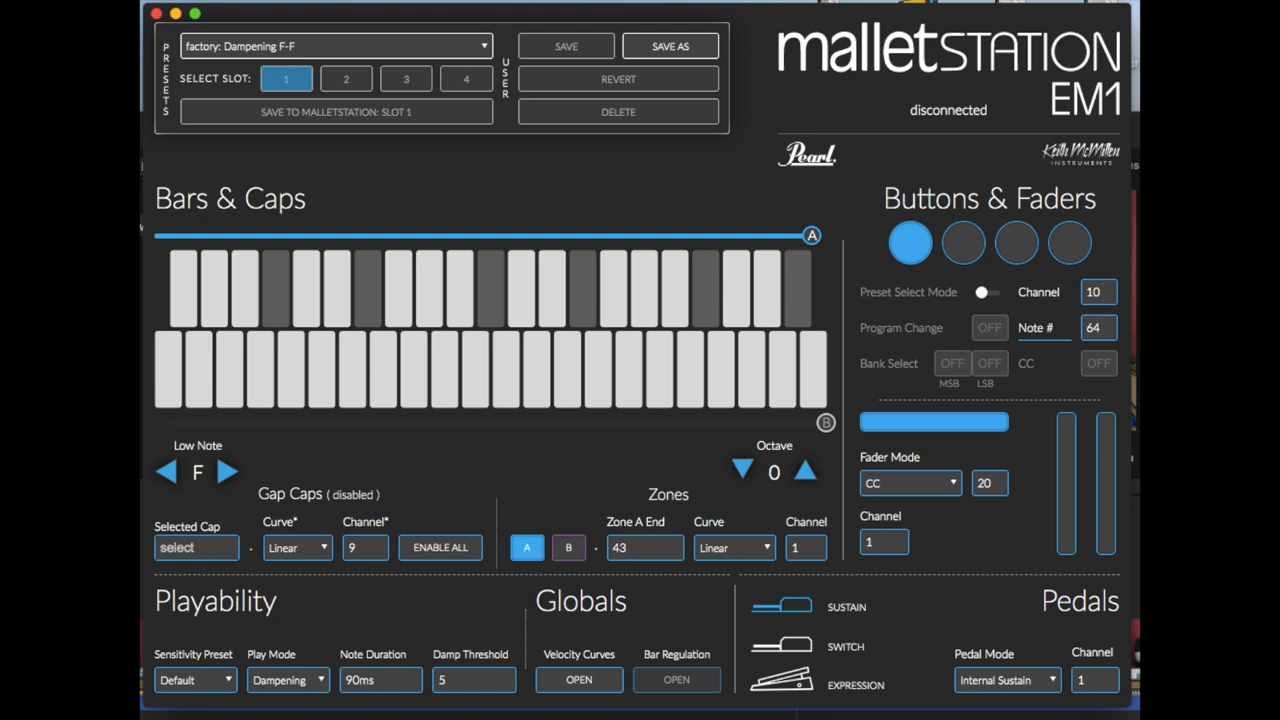 PRESETS
factory: Dampening F-F
SELECT SLOT: 1 2 3 4
SAVE TO MALLETSTATION: SLOT 1
USER
SAVE SAVE AS
REVERT
DELETE
malletSTATION
EM1
disconnected
Pearl
Keith McMillen
INSTRUMENTS
Bars & Caps
A
B
Low Note
F
Octave
0
Gap Caps ( disabled )
Selected Cap Curve* Channel*
select Linear 9 ENABLE ALL
Zones
Zone A End Curve Channel
A B 43 Linear 1
Buttons & Faders
Preset Select Mode Channel 10
Program Change OFF Note # 64
Bank Select OFF OFF CC OFF
MSB LSB
Fader Mode
CC 20
Channel
1
Playability
Sensitivity Preset Play Mode Note Duration Damp Threshold
Default Dampening 90ms 5
Globals
Velocity Curves Bar Regulation
OPEN OPEN
SUSTAIN
SWITCH
EXPRESSION
Pedals
Pedal Mode Channel
Internal Sustain 1